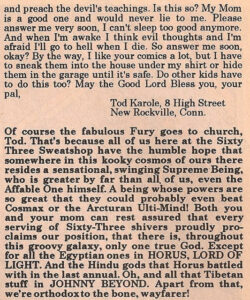 and preach the devil's teachings. Is this so? My Mom
is a good one and would never lie to me. Please
answer me very soon, I can't sleep too good anymore.
And when I'm awake I think evil thoughts and I'm
afraid I'll go to hell when I die. So answer me soon,
okay? By the way, I like your comics a lot, but I have
to sneak them into the house under my shirt or hide
them in the garage until it's safe. Do other kids have
to do this too? May the Good Lord Bless you, your
pal,
Tod Karole, 8 High Street
New Rockville, Conn.
Of course the fabulous Fury goes to church,
Tod. That's because all of us here at the Sixty
Three Sweatshop have the humble hope that
somewhere in this kooky cosmos of ours there
resides a sensational, swinging Supreme Being,
who is greater by far than all of us, even the
Affable One himself. A being whose powers are
so great that they could probably even beat
Cosmax or the Arcturan Ulti-Mind! Both you
and your mom can rest assured that every
serving of Sixty-Three shivers proudly pro-
claims our position, that there is, throughout
this groovy galaxy, only one true God. Except
for all the Egyptian ones in HORUS, LORD OF
LIGHT. And the Hindu gods that Horus battled
with in the last annual. Oh, and all that Tibetan
stuff in JOHNNY BEYOND. Apart from that,
we're orthodox to the bone, wayfarer!